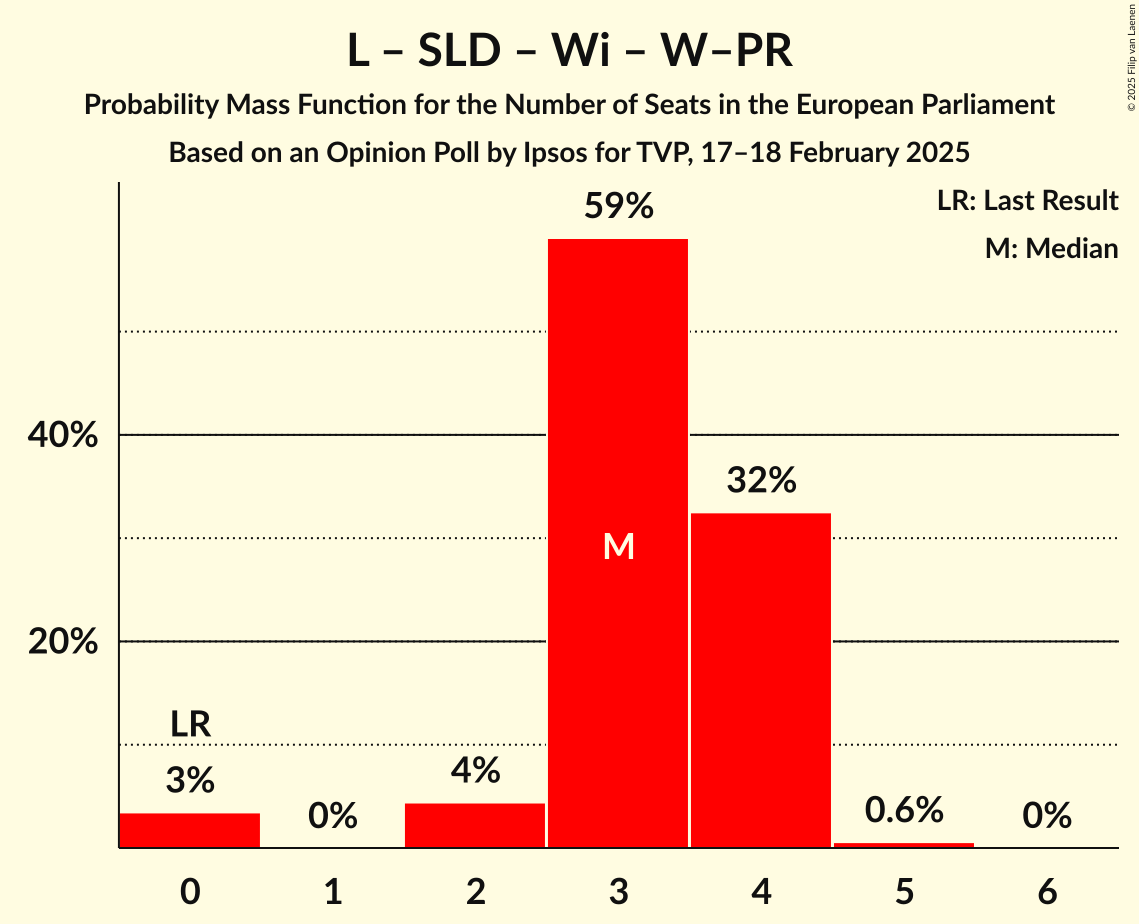 L – SLD – Wi – W–PR
Probability Mass Function for the Number of Seats in the European Parliament
Based on an Opinion Poll by Ipsos for TVP, 17–18 February 2025
© 2025 Filip van Laenen
LR: Last Result
M: Median
59%
40%
32%
M
20%
LR
3%
0%
4%
0.6%
0%
0 1 2 3 4 5 6